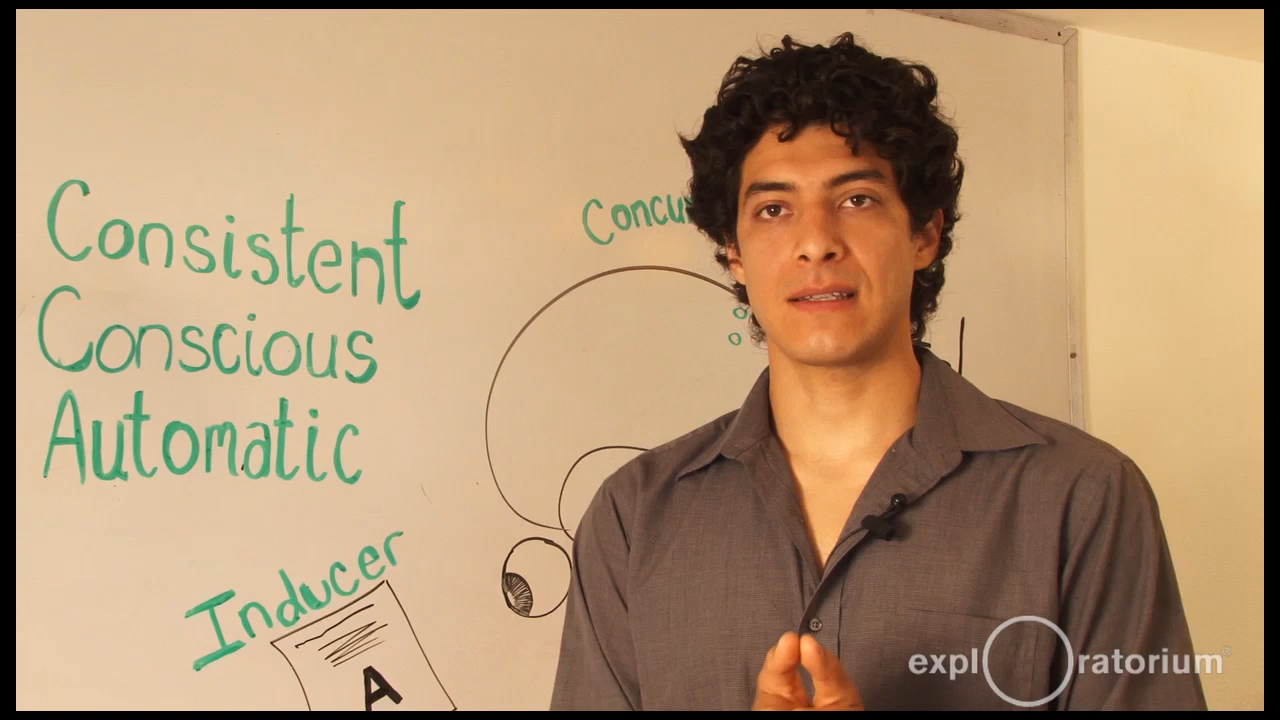 Consistent
Conscious
Automatic
Inducer
A
explOratorium®